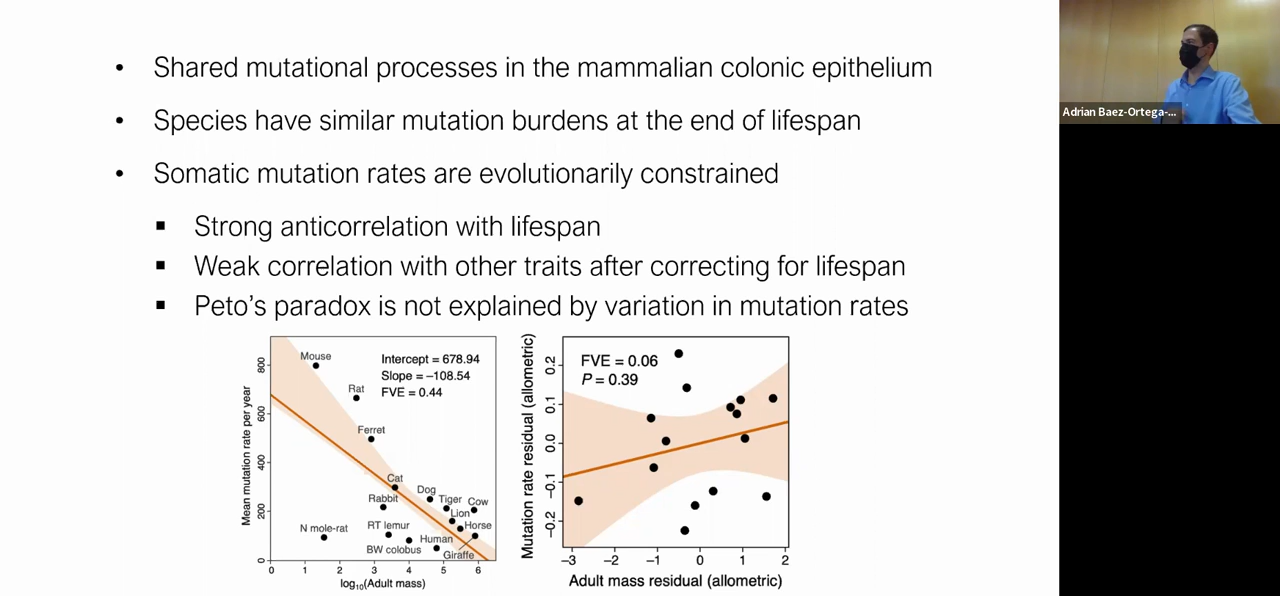 • Shared mutational processes in the mammalian colonic epithelium
• Species have similar mutation burdens at the end of lifespan
• Somatic mutation rates are evolutionarily constrained
▪ Strong anticorrelation with lifespan
▪ Weak correlation with other traits after correcting for lifespan
▪ Peto's paradox is not explained by variation in mutation rates
Mean mutation rate per year
800
600
400
200
0
Intercept = 678.94
Slope = −108.54
FVE = 0.44
Mouse
Rat
Ferret
Cat
Rabbit
Dog
Tiger
Cow
Lion
Horse
N mole-rat
RT lemur
BW colobus
Human
Giraffe
0 1 2 3 4 5 6
log10(Adult mass)
Mutation rate residual (allometric)
0.2
0.1
0.0
−0.1
−0.2
FVE = 0.06
P = 0.39
−3 −2 −1 0 1 2
Adult mass residual (allometric)
Adrian Baez-Ortega-...